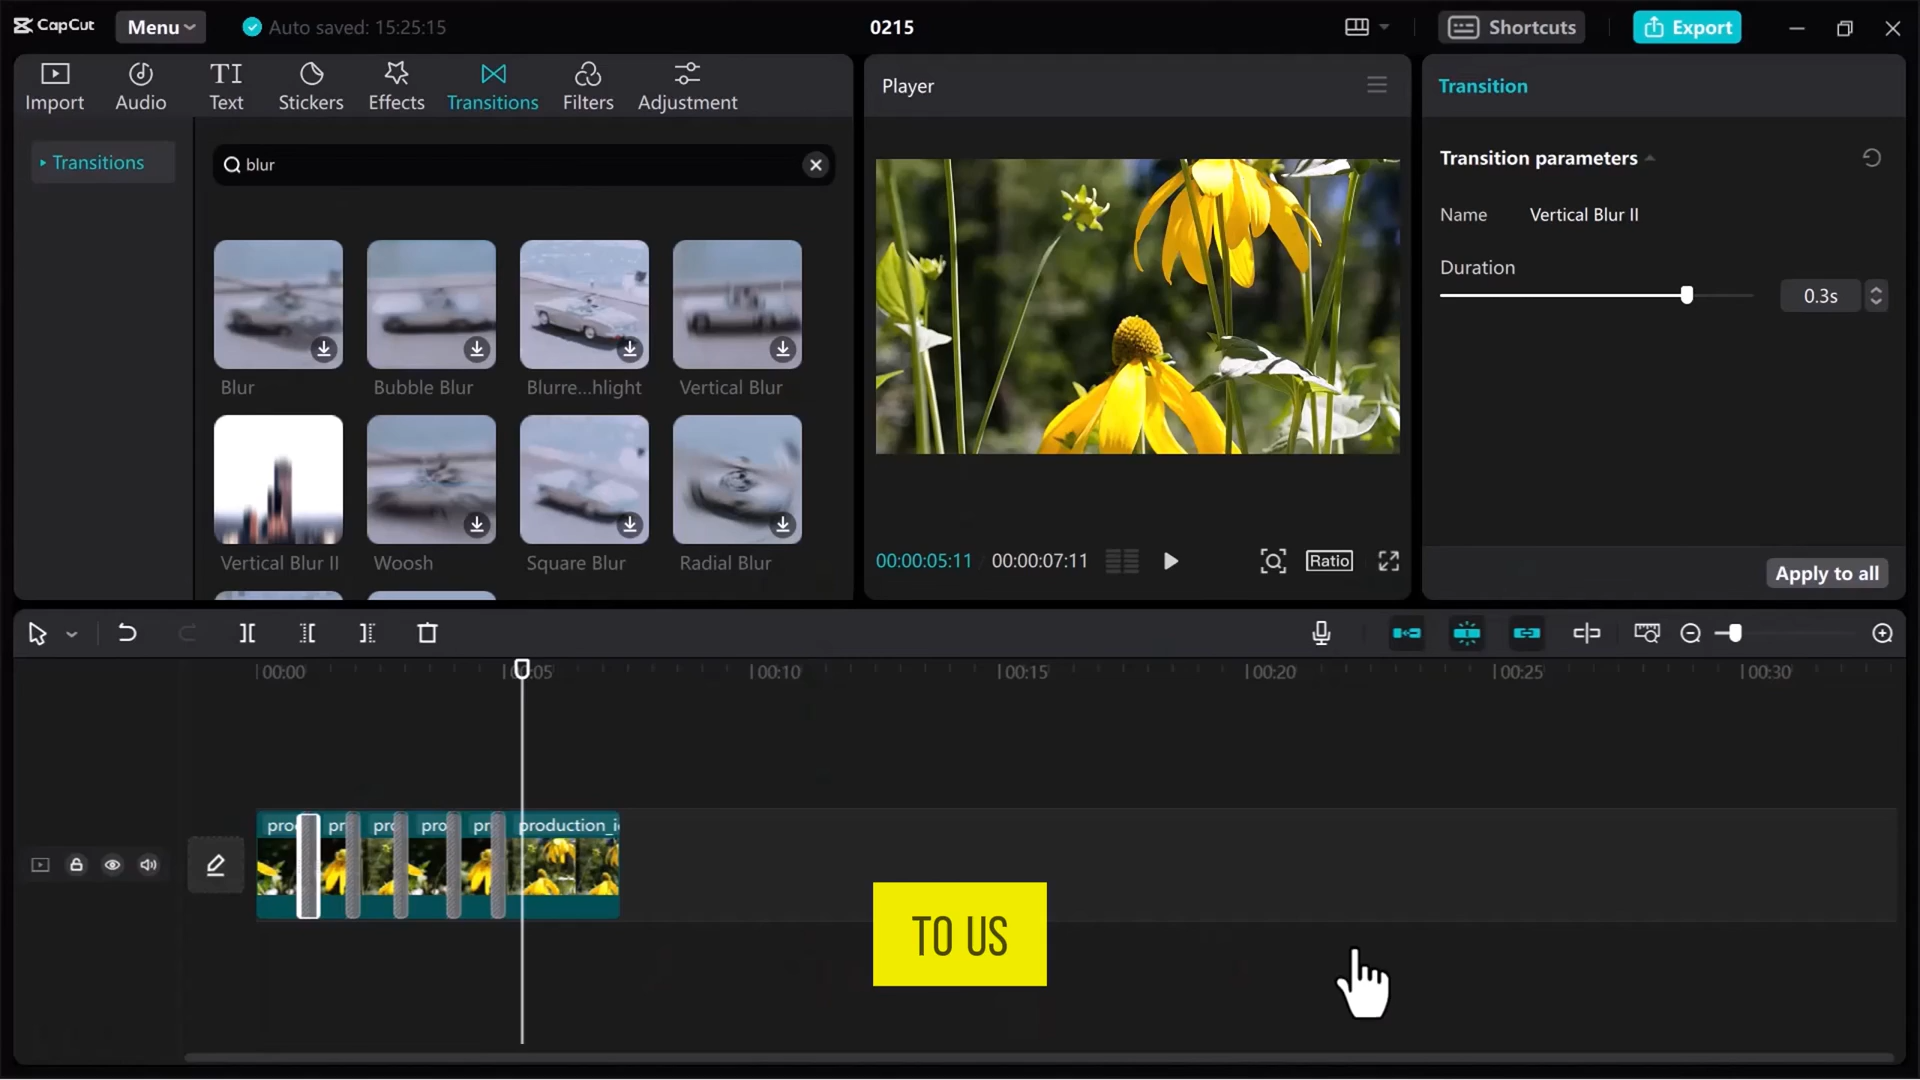 CapCut
Menu
Auto saved: 15:25:15
0215
Shortcuts
Export
Import
Audio
TI
Text
Stickers
Effects
Transitions
Filters
Adjustment
Player
Transition
Transitions
blur
Transition parameters
Name
Vertical Blur II
Duration
0.3s
Blur
Bubble Blur
Blurre...hlight
Vertical Blur
Vertical Blur II
Woosh
Square Blur
Radial Blur
00:00:05:11
00:00:07:11
Ratio
Apply to all
00:00
00:05
00:10
00:15
00:20
00:25
00:30
pro
pr
pro
pro
pr
production_i
TO US